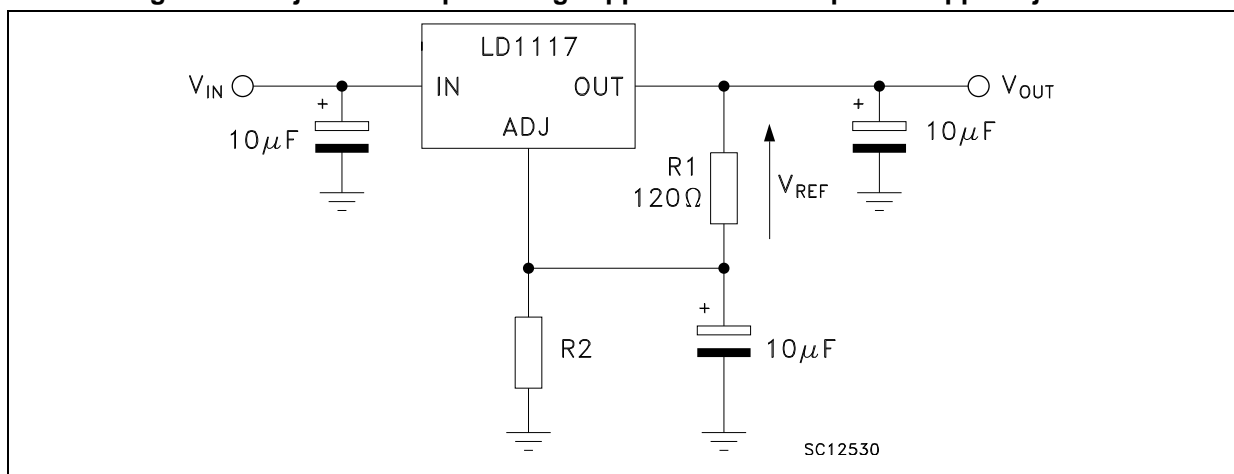 LD1117
V_IN
IN
OUT
V_OUT
+
10μF
ADJ
R1
120Ω
V_REF
+
10μF
R2
+
10μF
SC12530